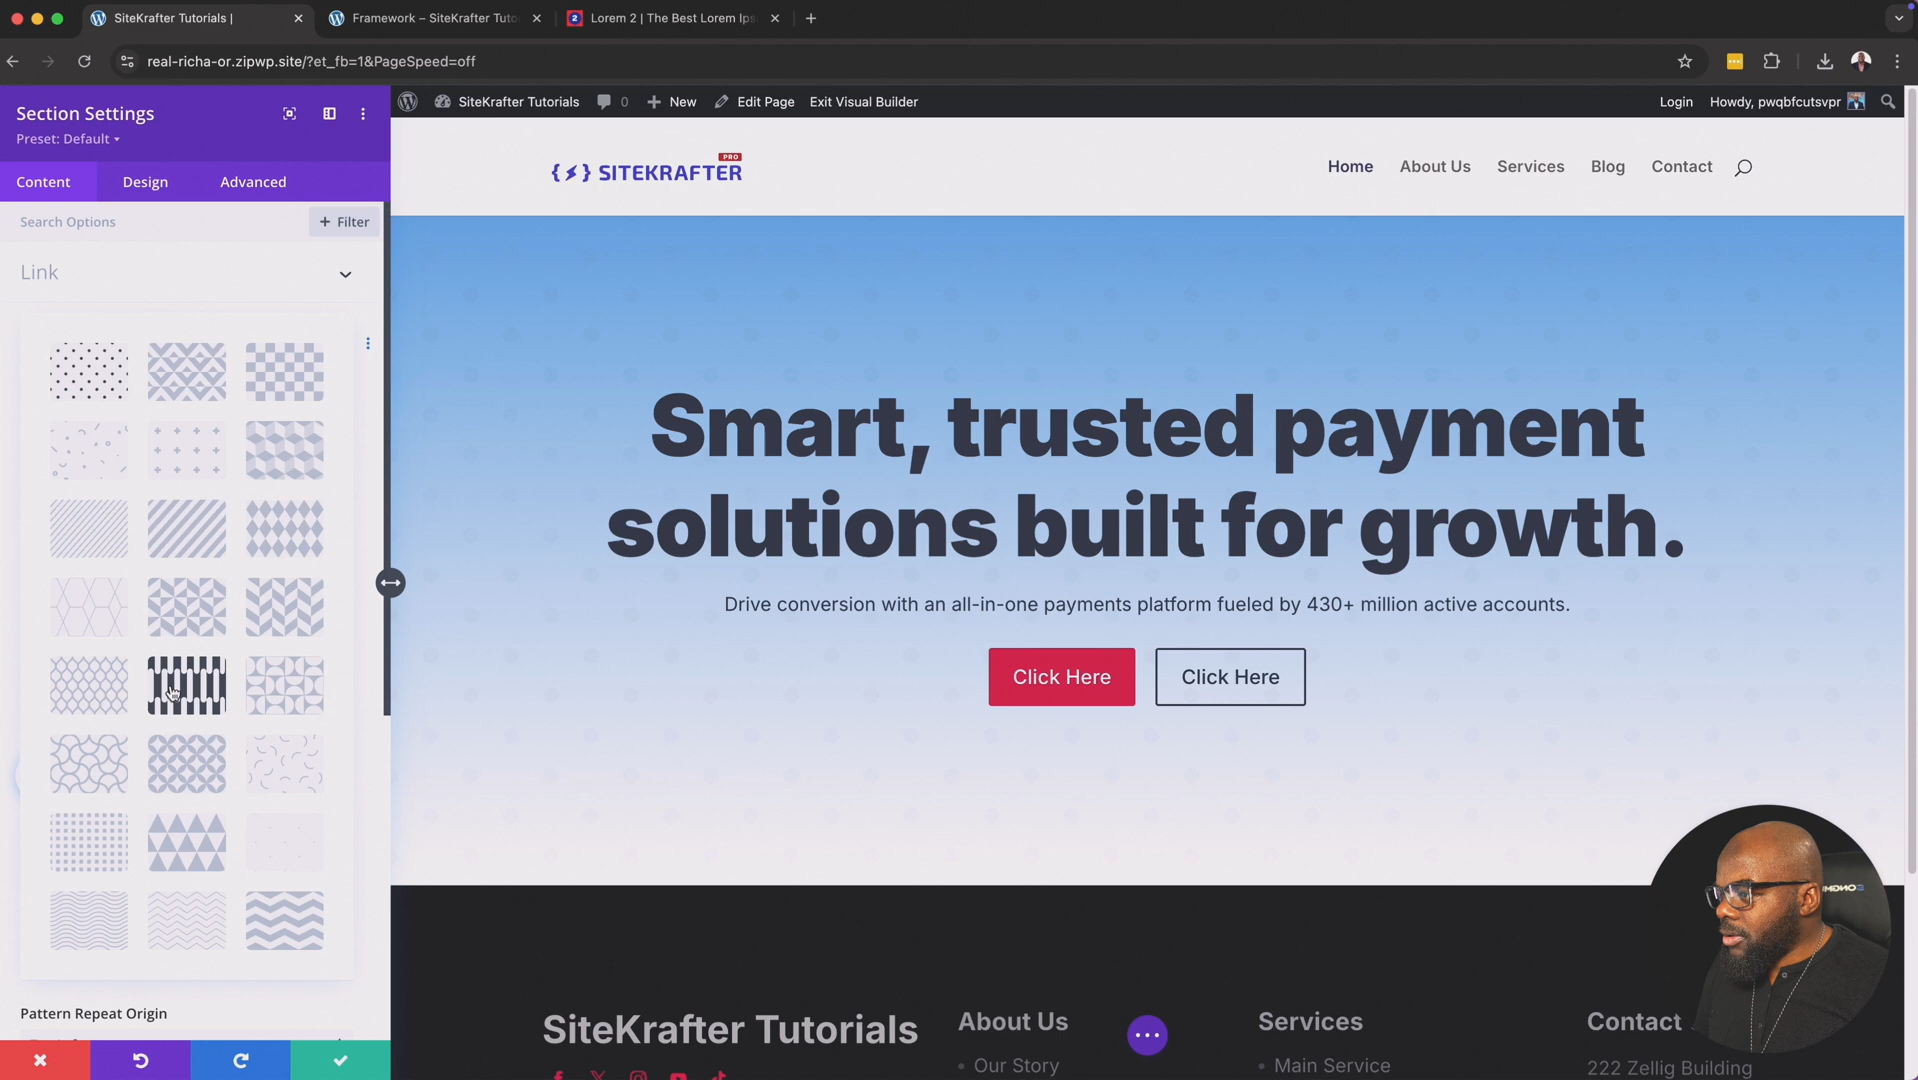 SiteKrafter Tutorials |
Framework – SiteKrafter Tuto
Lorem 2 | The Best Lorem Ips
real-richa-or.zipwp.site/?et_fb=1&PageSpeed=off
Section Settings
Preset: Default
Content
Design
Advanced
Search Options
+ Filter
Link
Pattern Repeat Origin
SiteKrafter Tutorials
0
New
Edit Page
Exit Visual Builder
Login
Howdy, pwqbfcutsvpr
{⚡} SITEKRAFTER
PRO
Home
About Us
Services
Blog
Contact
Smart, trusted payment
solutions built for growth.
Drive conversion with an all-in-one payments platform fueled by 430+ million active accounts.
Click Here
Click Here
SiteKrafter Tutorials
About Us
• Our Story
Services
• Main Service
Contact
222 Zellig Building